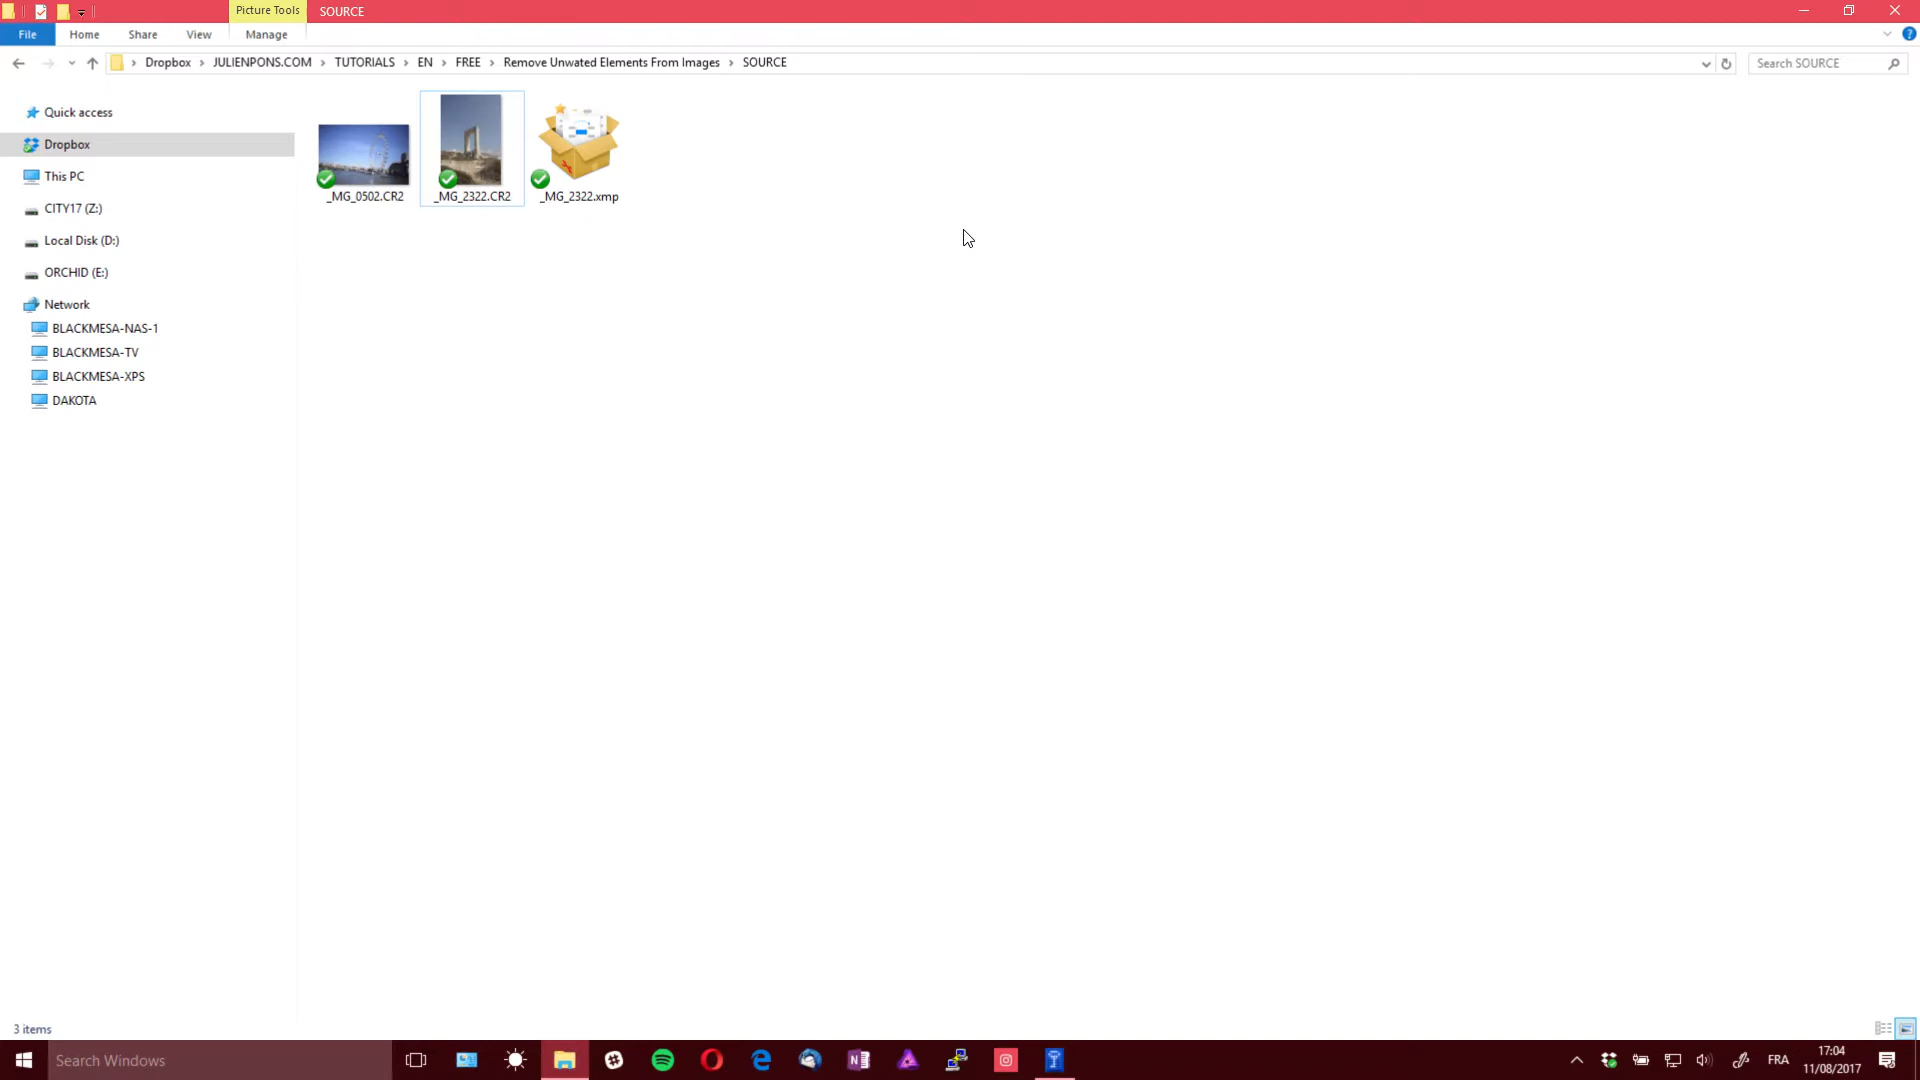 Picture Tools SOURCE
File Home Share View Manage
Dropbox › JULIENPONS.COM › TUTORIALS › EN › FREE › Remove Unwated Elements From Images › SOURCE
Search SOURCE
Quick access
Dropbox
This PC
CITY17 (Z:)
Local Disk (D:)
ORCHID (E:)
Network
BLACKMESA-NAS-1
BLACKMESA-TV
BLACKMESA-XPS
DAKOTA
_MG_0502.CR2 _MG_2322.CR2 _MG_2322.xmp
3 items
Search Windows
FRA
17:04
11/08/2017